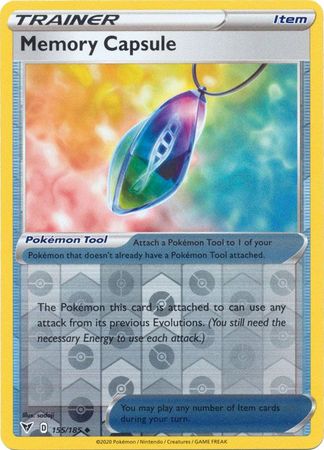 TRAINER Item
Memory Capsule
Pokémon Tool
Attach a Pokémon Tool to 1 of your
Pokémon that doesn't already have a Pokémon Tool attached.
The Pokémon this card is attached to can use any
attack from its previous Evolutions. (You still need the
necessary Energy to use each attack.)
Illus. sadaji
D 155/185
You may play any number of Item cards
during your turn.
©2020 Pokémon / Nintendo / Creatures / GAME FREAK